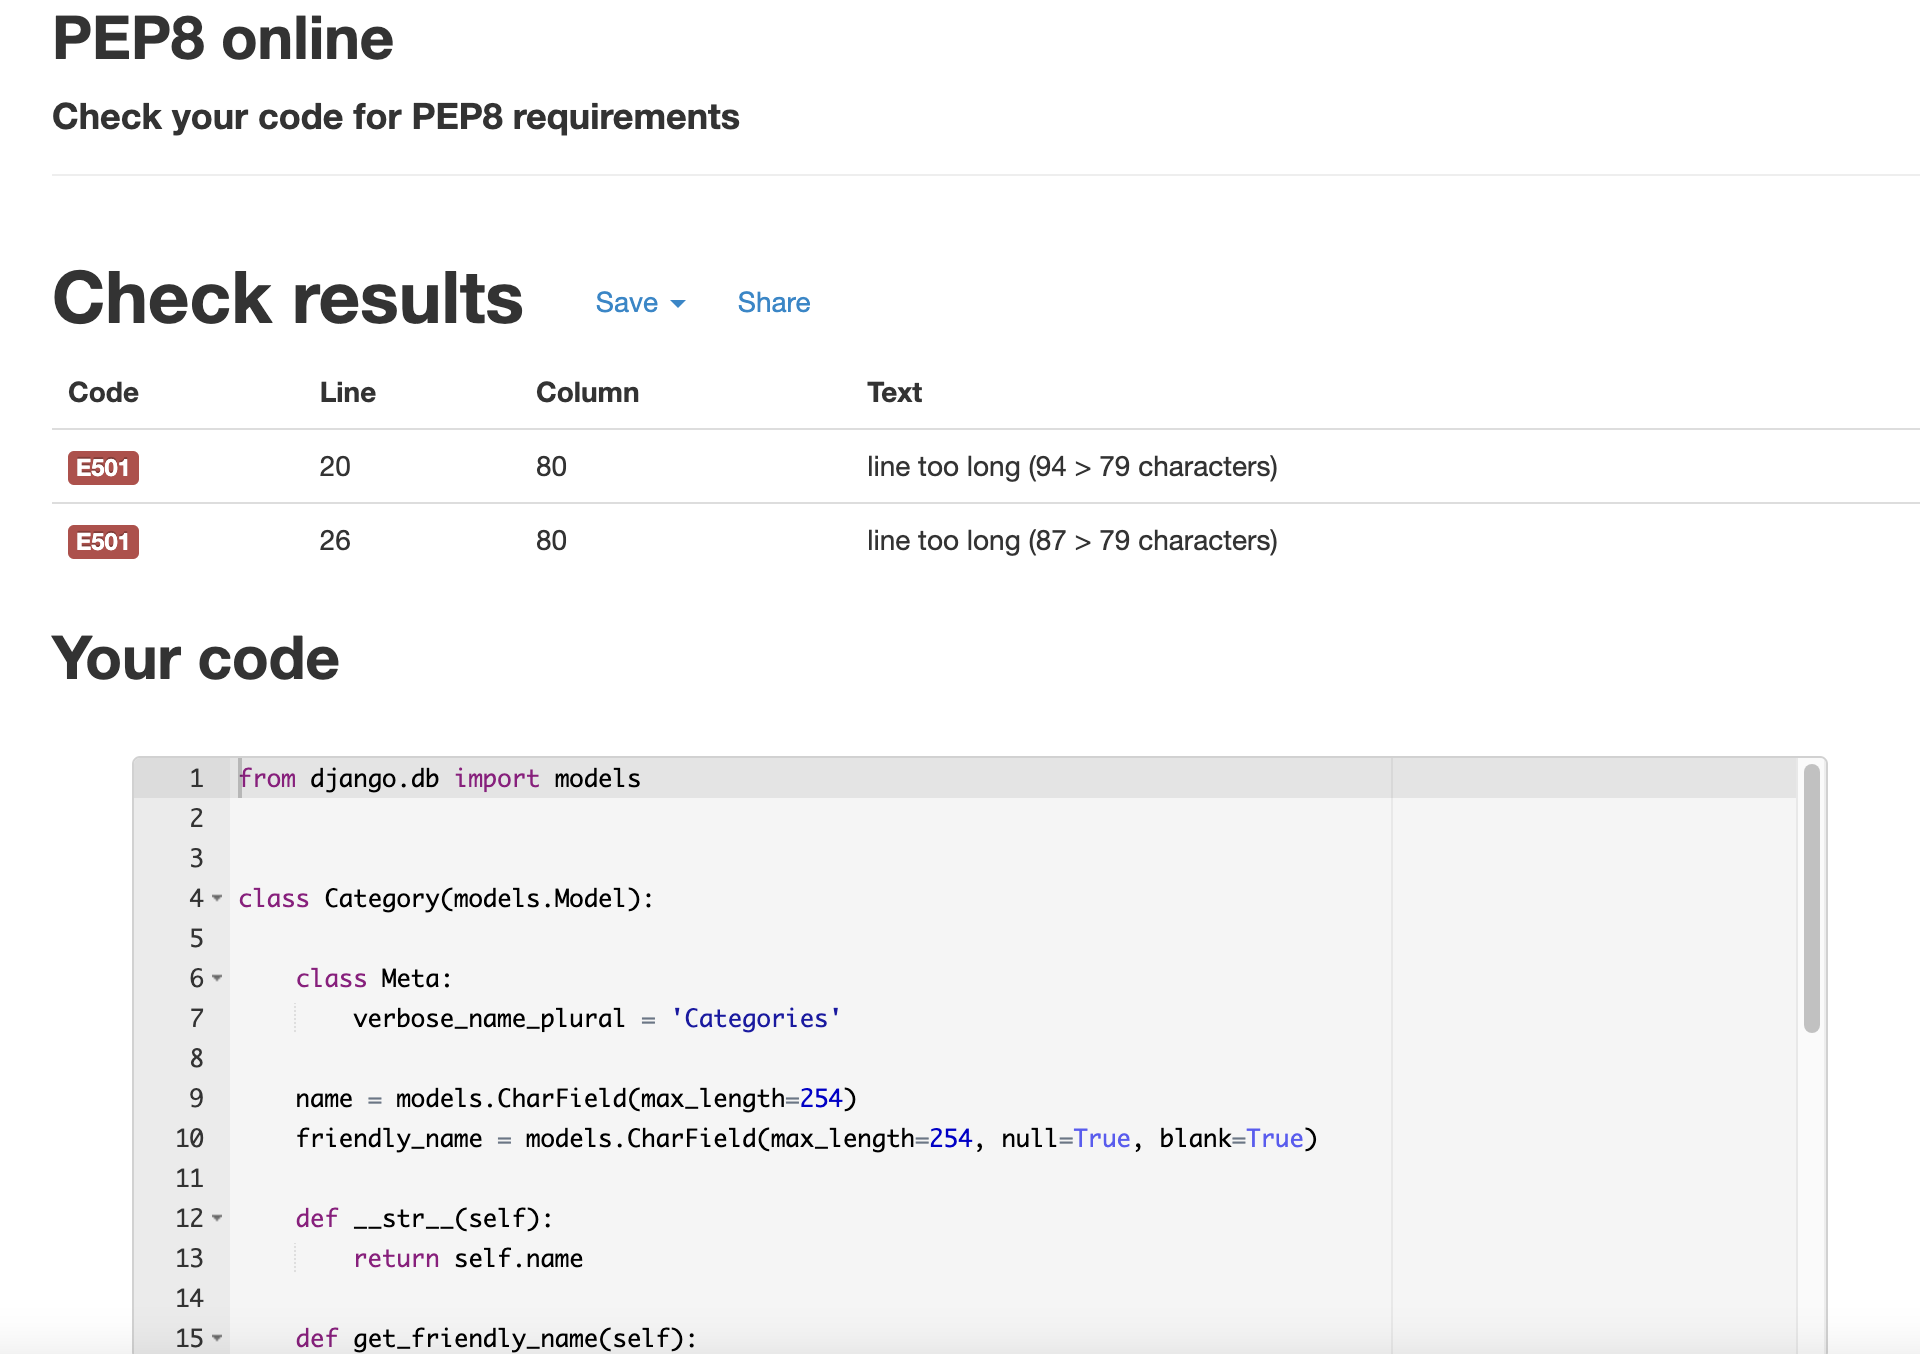 PEP8 online
Check your code for PEP8 requirements
Check results Save Share
Code Line Column Text
E501 20 80 line too long (94 > 79 characters)
E501 26 80 line too long (87 > 79 characters)
Your code
1 from django.db import models
2
3
4 class Category(models.Model):
5
6     class Meta:
7         verbose_name_plural = 'Categories'
8
9     name = models.CharField(max_length=254)
10     friendly_name = models.CharField(max_length=254, null=True, blank=True)
11
12     def __str__(self):
13         return self.name
14
15     def get_friendly_name(self):